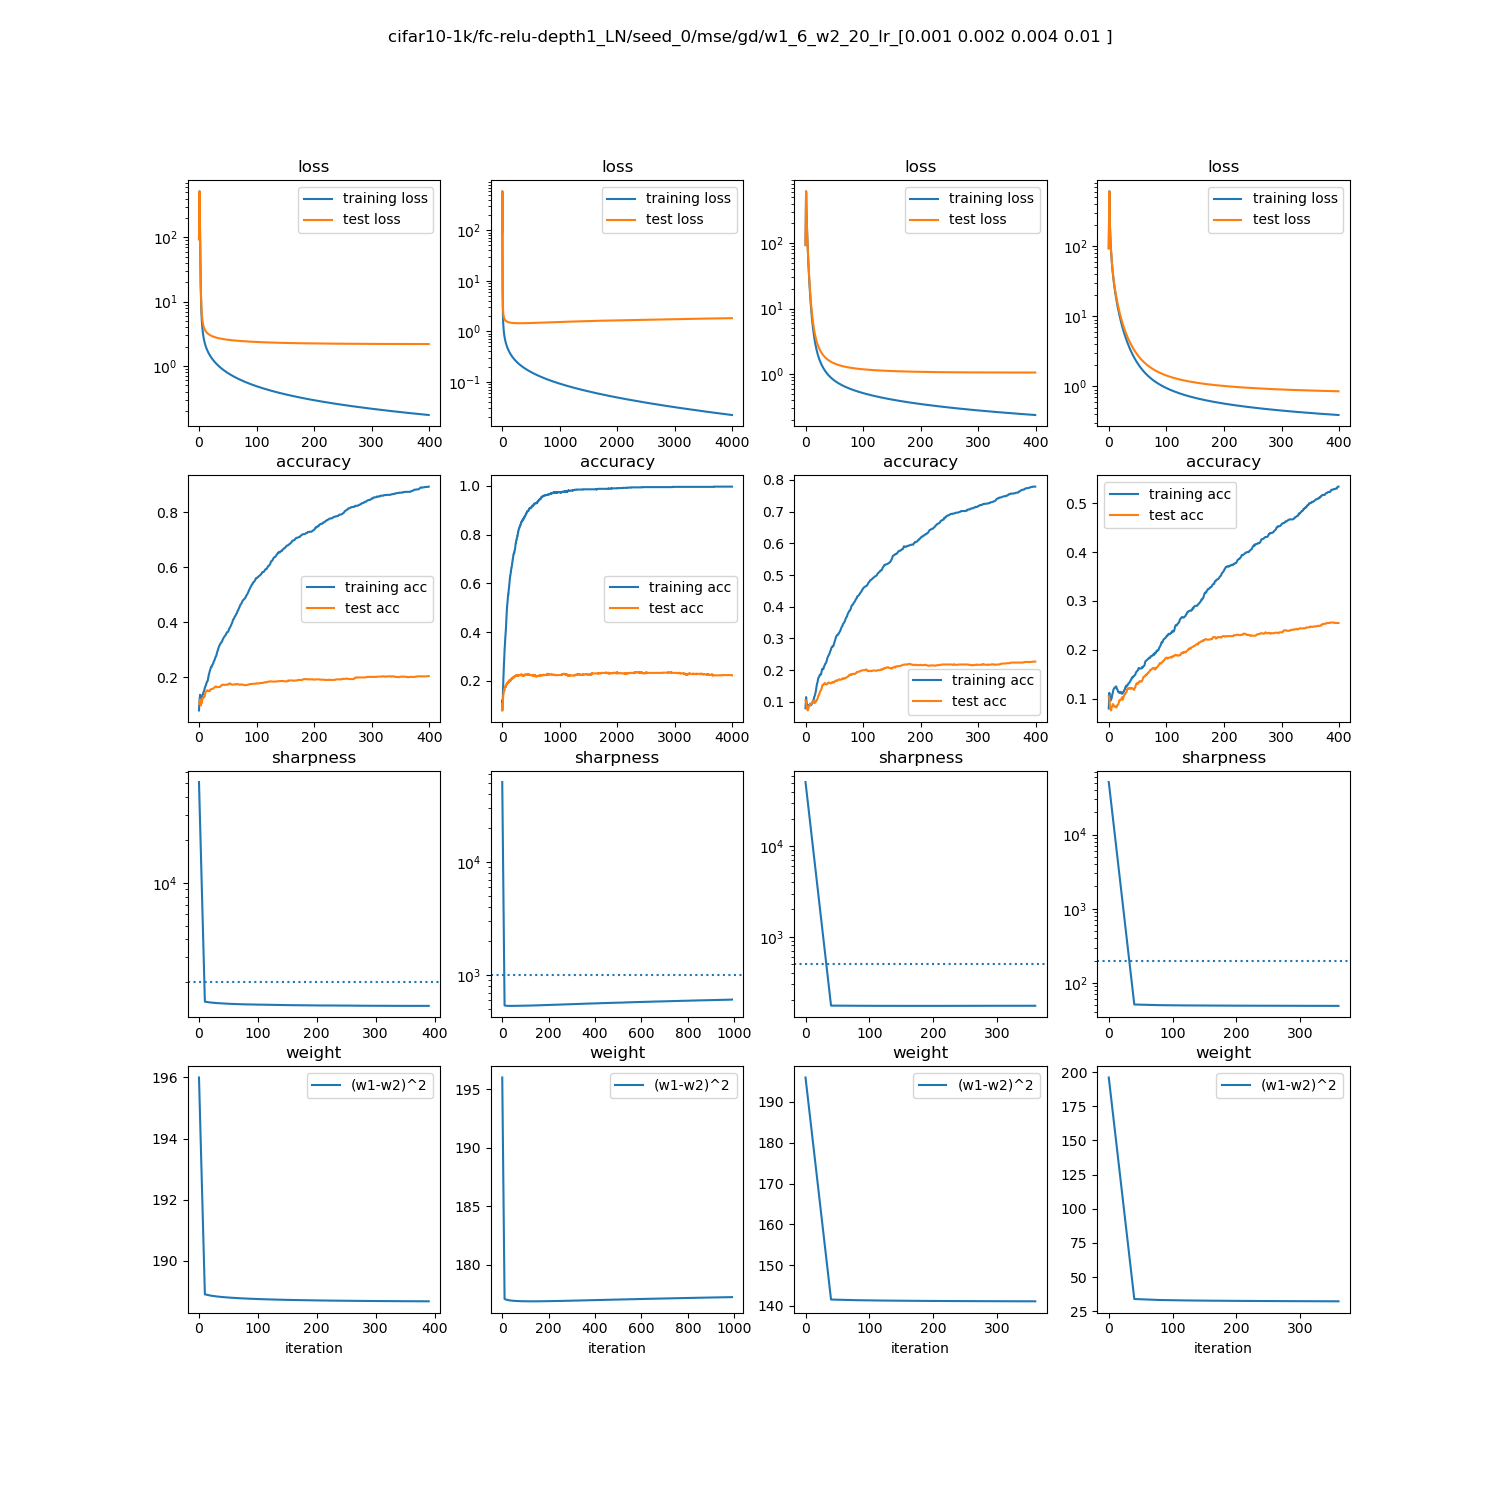 cifar10-1k/fc-relu-depth1_LN/seed_0/mse/gd/w1_6_w2_20_lr_[0.001 0.002 0.004 0.01 ]
loss
loss
loss
loss
training loss
test loss
training loss
test loss
training loss
test loss
training loss
test loss
10^2
10^1
10^0
10^2
10^1
10^0
10^-1
10^2
10^1
10^0
10^2
10^1
10^0
0 100 200 300 400
0 1000 2000 3000 4000
0 100 200 300 400
0 100 200 300 400
accuracy
accuracy
accuracy
accuracy
training acc
test acc
training acc
test acc
training acc
test acc
training acc
test acc
0.8
0.6
0.4
0.2
1.0
0.8
0.6
0.4
0.2
0.8
0.7
0.6
0.5
0.4
0.3
0.2
0.1
0.5
0.4
0.3
0.2
0.1
0 100 200 300 400
0 1000 2000 3000 4000
0 100 200 300 400
0 100 200 300 400
sharpness
sharpness
sharpness
sharpness
10^4
10^4
10^3
10^4
10^3
10^4
10^3
10^2
0 100 200 300 400
0 200 400 600 800 1000
0 100 200 300
0 100 200 300
weight
weight
weight
weight
(w1-w2)^2
(w1-w2)^2
(w1-w2)^2
(w1-w2)^2
196
194
192
190
195
190
185
180
190
180
170
160
150
140
200
175
150
125
100
75
50
25
0 100 200 300 400
0 200 400 600 800 1000
0 100 200 300
0 100 200 300
iteration
iteration
iteration
iteration